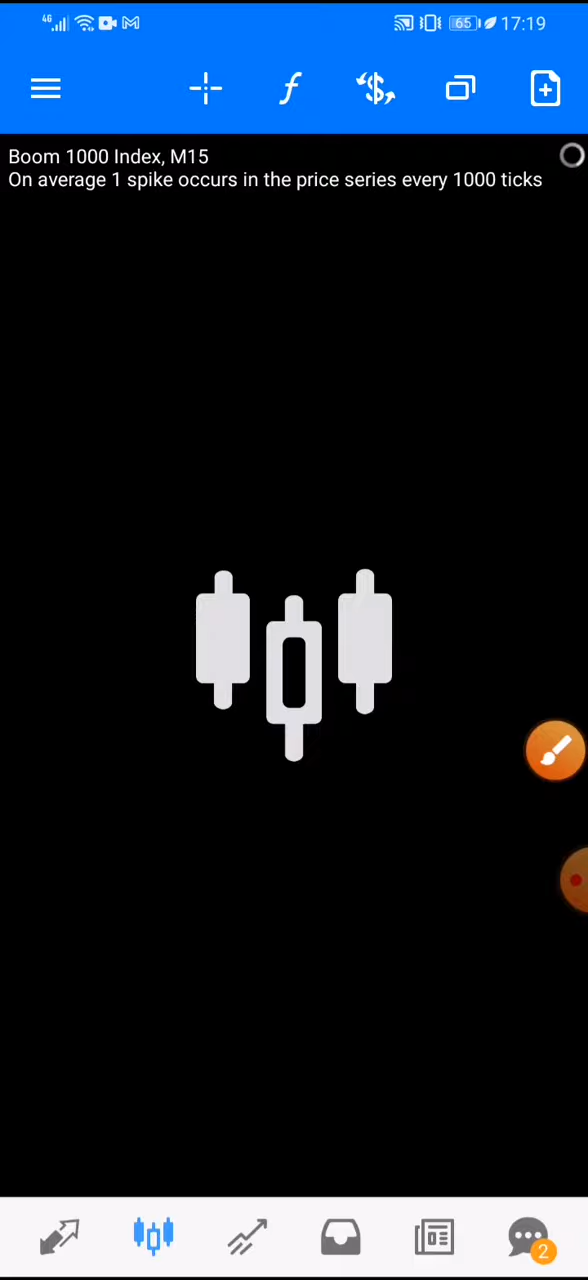 4G 65 17:19
Boom 1000 Index, M15
On average 1 spike occurs in the price series every 1000 ticks
2